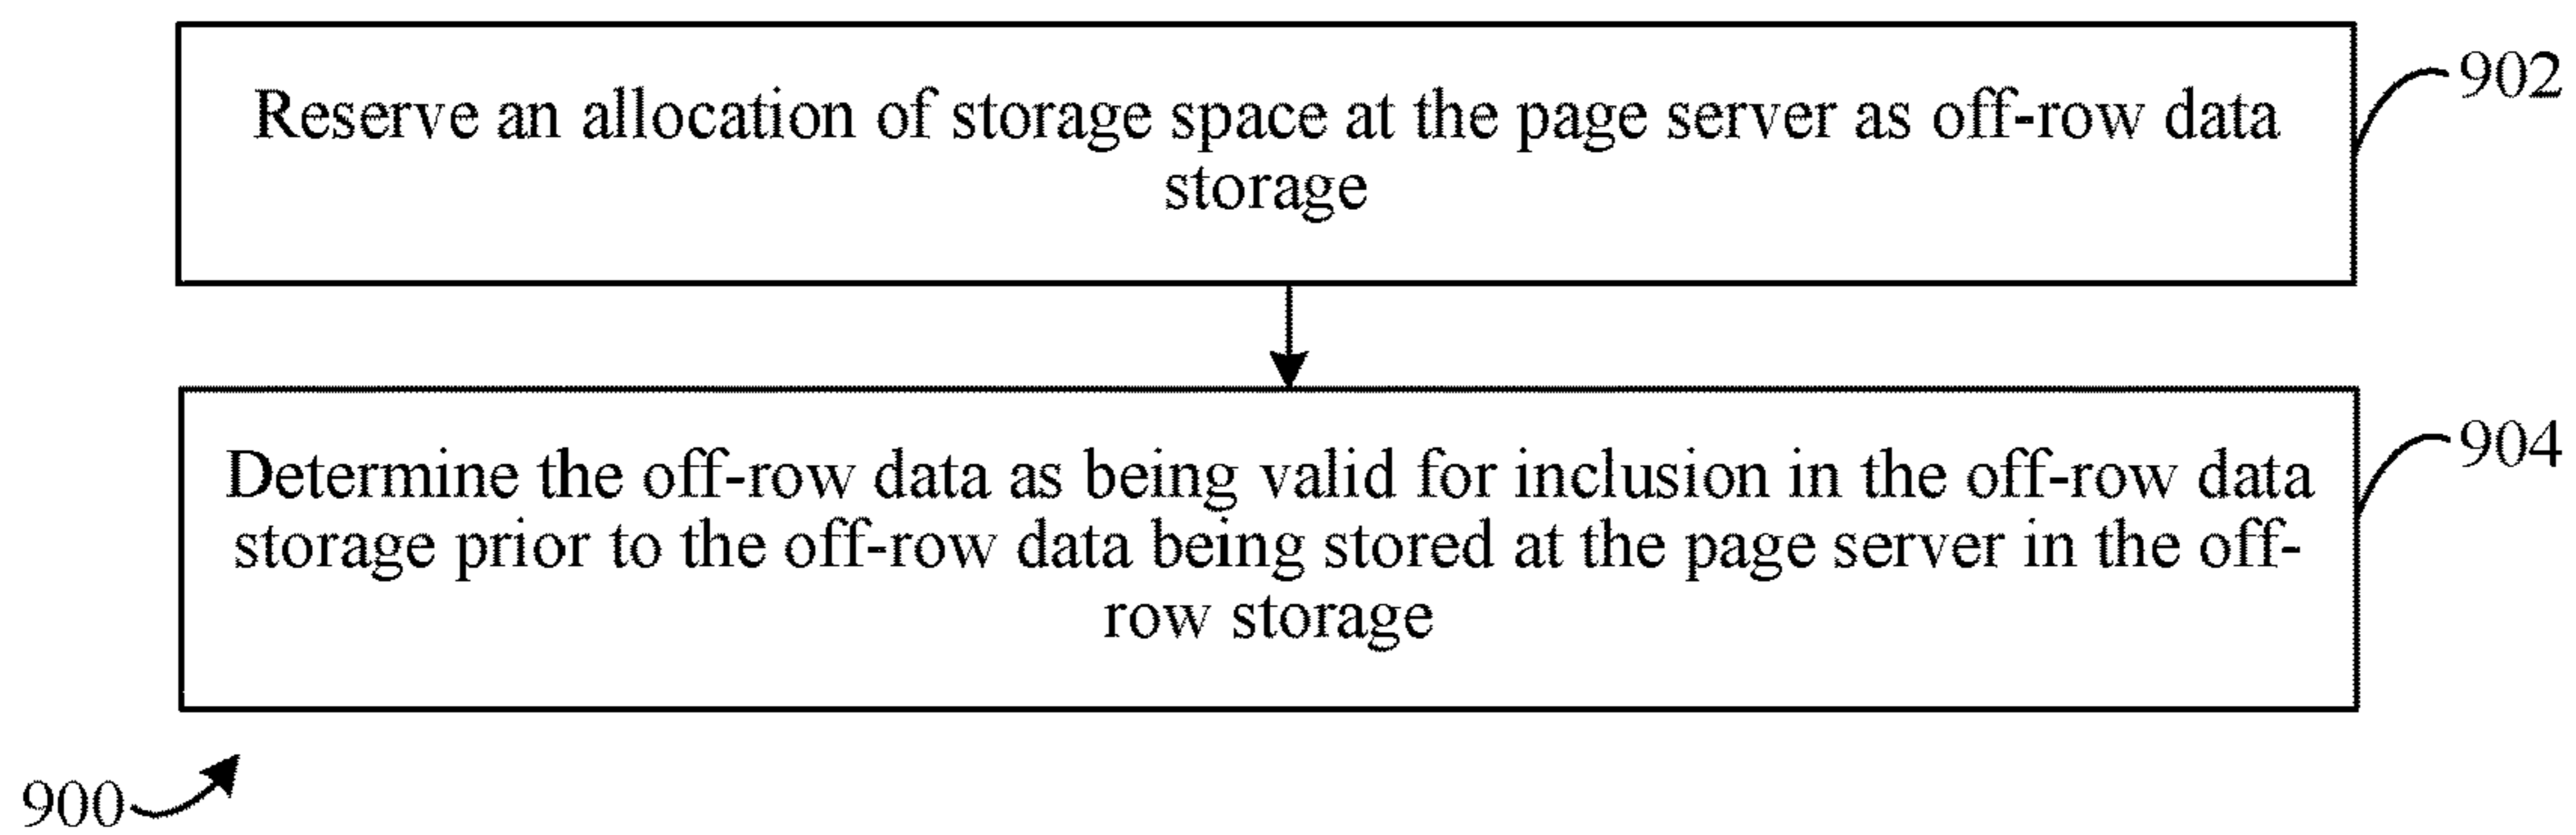 Reserve an allocation of storage space at the page server as off-row data
storage
902
Determine the off-row data as being valid for inclusion in the off-row data
storage prior to the off-row data being stored at the page server in the off-
row storage
904
900